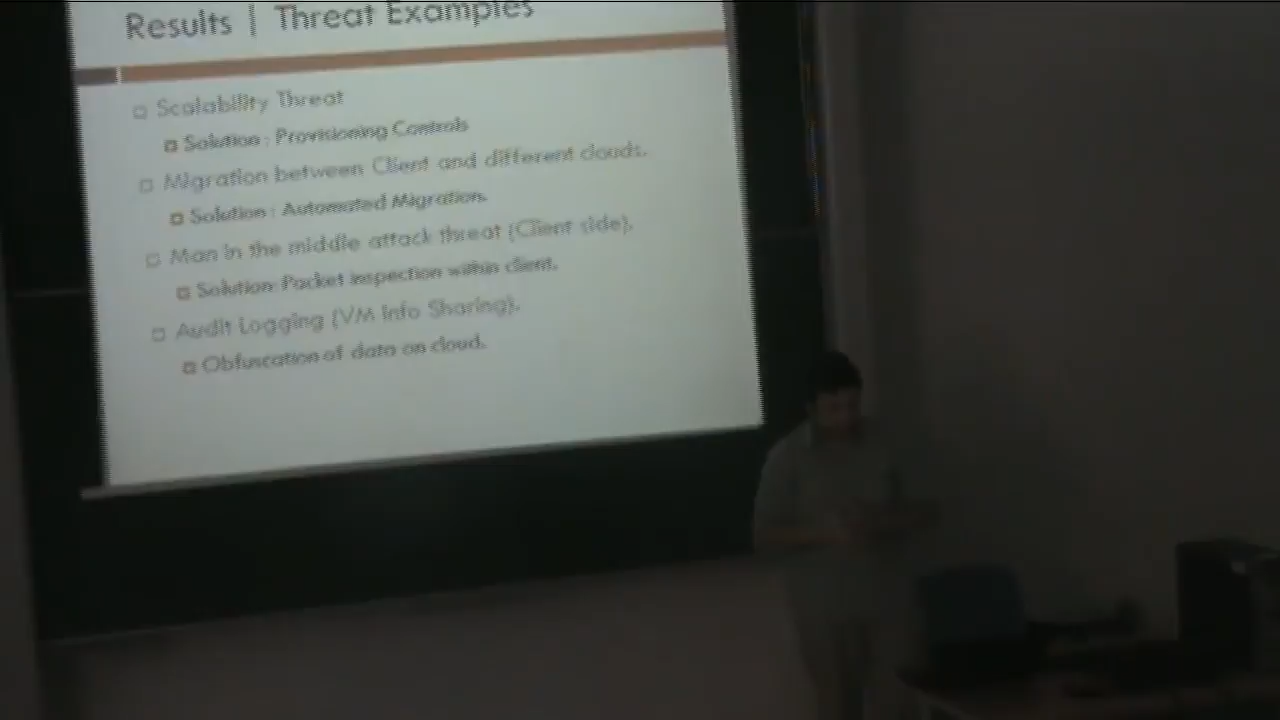 Results | Threat Examples
Scalability Threat
Solution : Provisioning Controls
Migration between Client and different clouds.
Solution : Automated Migration.
Man in the middle attack threat (Client side).
Solution: Packet inspection within client.
Audit Logging (VM Info Sharing).
Obfuscation of data on cloud.